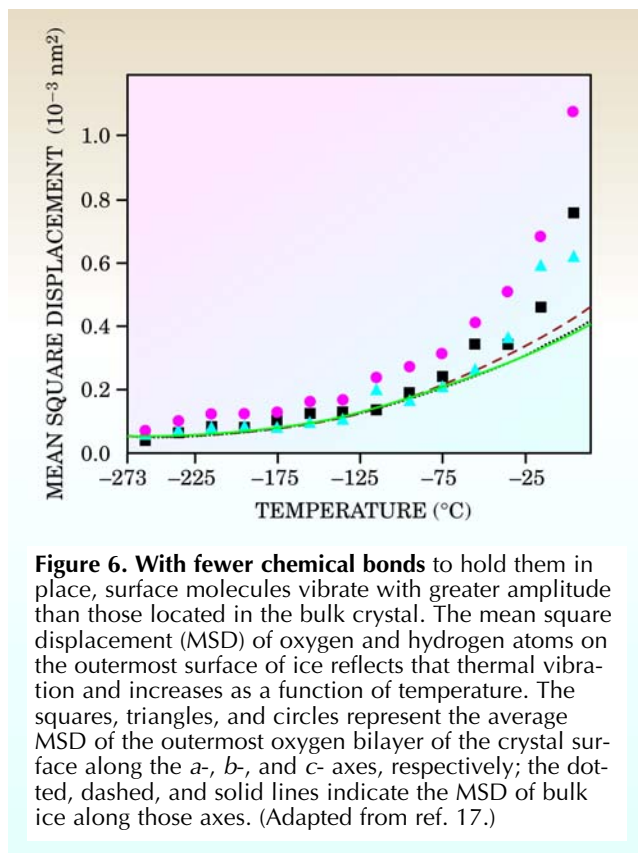 MEAN SQUARE DISPLACEMENT (10⁻³ nm²)
1.0
0.8
0.6
0.4
0.2
0.0
−273 −225 −175 −125 −75 −25
TEMPERATURE (°C)
Figure 6. With fewer chemical bonds to hold them in
place, surface molecules vibrate with greater amplitude
than those located in the bulk crystal. The mean square
displacement (MSD) of oxygen and hydrogen atoms on
the outermost surface of ice reflects that thermal vibra-
tion and increases as a function of temperature. The
squares, triangles, and circles represent the average
MSD of the outermost oxygen bilayer of the crystal sur-
face along the a-, b-, and c- axes, respectively; the dot-
ted, dashed, and solid lines indicate the MSD of bulk
ice along those axes. (Adapted from ref. 17.)